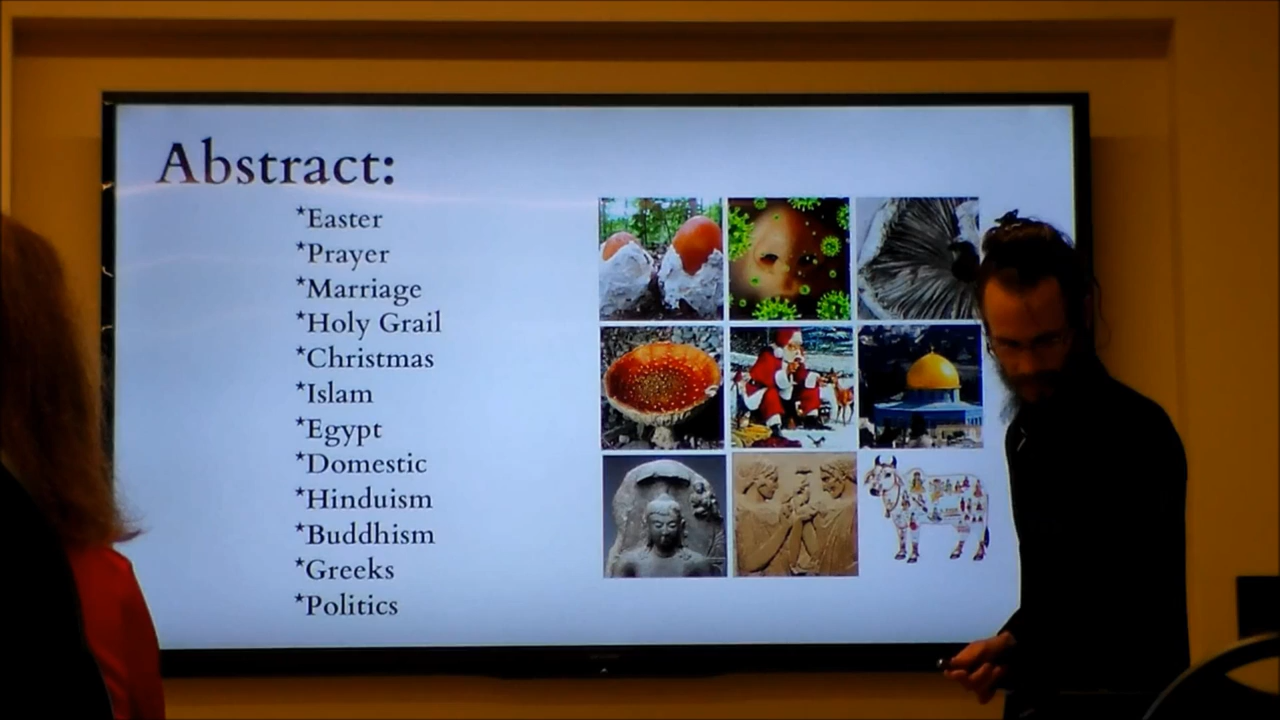 Abstract:
*Easter
*Prayer
*Marriage
*Holy Grail
*Christmas
*Islam
*Egypt
*Domestic
*Hinduism
*Buddhism
*Greeks
*Politics